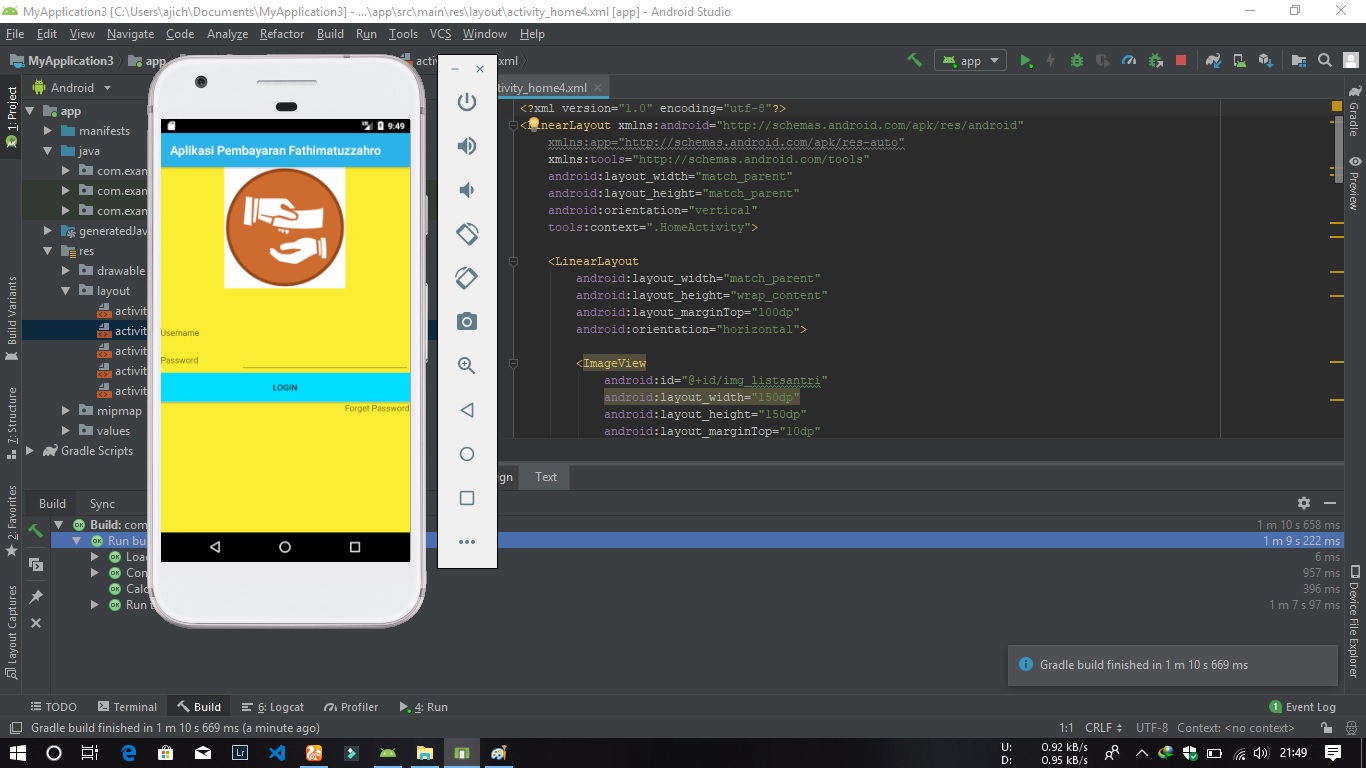 MyApplication3 [C:\Users\ajich\Documents\MyApplication3] - ...\app\src\main\res\layout\activity_home4.xml [app] - Android Studio
File Edit View Navigate Code Analyze Refactor Build Run Tools VCS Window Help
MyApplication3 app
app
Android
tivity_home4.xml
1: Project
Build Variants
7: Structure
2: Favorites
Layout Captures
app
manifests
java
com.exam
com.exam
com.exam
generatedJav
res
drawable
layout
activit
activit
activit
activit
activit
mipmap
values
Gradle Scripts
9:49
Aplikasi Pembayaran Fathimatuzzahro
Username
Password
LOGIN
Forget Password!
<?xml version="1.0" encoding="utf-8"?>
<LinearLayout xmlns:android="http://schemas.android.com/apk/res/android"
xmlns:app="http://schemas.android.com/apk/res-auto"
xmlns:tools="http://schemas.android.com/tools"
android:layout_width="match_parent"
android:layout_height="match_parent"
android:orientation="vertical"
tools:context=".HomeActivity">
<LinearLayout
android:layout_width="match_parent"
android:layout_height="wrap_content"
android:layout_marginTop="100dp"
android:orientation="horizontal">
<ImageView
android:id="@+id/img_listsantri"
android:layout_width="150dp"
android:layout_height="150dp"
android:layout_marginTop="10dp"
Gradle
Preview
Device File Explorer
gn Text
Build Sync
Build: com 1 m 10 s 658 ms
Run bu 1 m 9 s 222 ms
Loa 6 ms
Con 957 ms
Calc 396 ms
Run t 1 m 7 s 97 ms
Gradle build finished in 1 m 10 s 669 ms
TODO Terminal Build 6: Logcat Profiler 4: Run 1 Event Log
Gradle build finished in 1 m 10 s 669 ms (a minute ago) 1:1 CRLF UTF-8 Context: <no context>
U: 0.92 kB/s
D: 0.95 kB/s
21:49